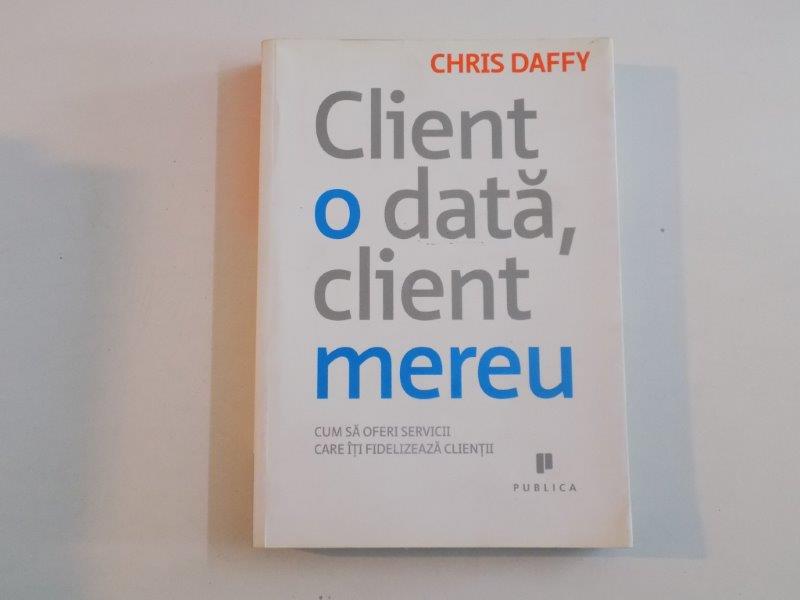 CHRIS DAFFY
Client
o dată,
client
mereu
CUM SĂ OFERI SERVICII
CARE ÎȚI FIDELIZEAZĂ CLIENȚII
PUBLICA